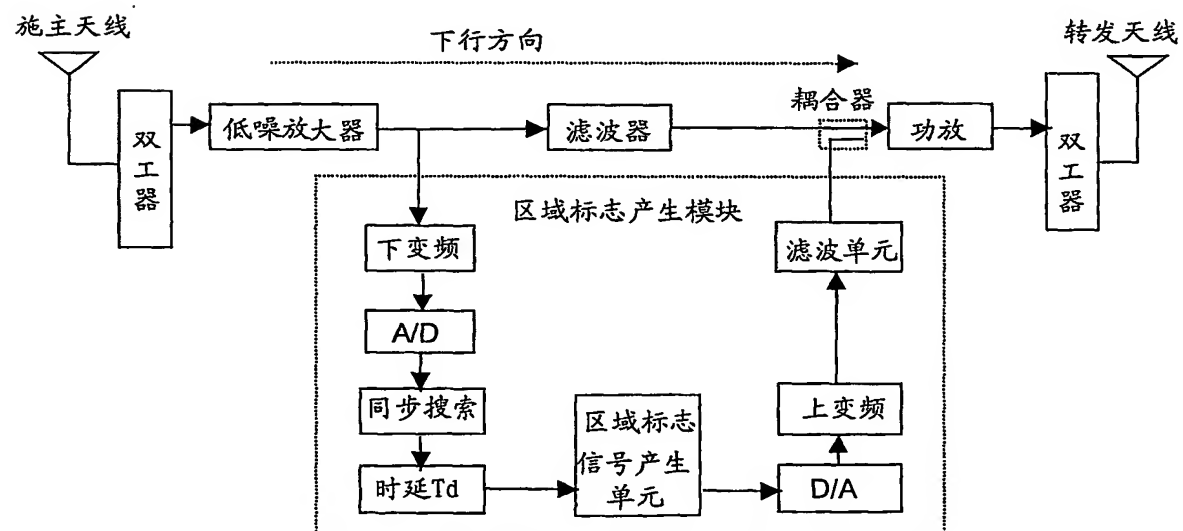 施主天线
下行方向
转发天线
双工器
低噪放大器
滤波器
耦合器
功放
双工器
区域标志产生模块
下变频
滤波单元
A/D
同步搜索
区域标志
信号产生
单元
上变频
时延Td
D/A